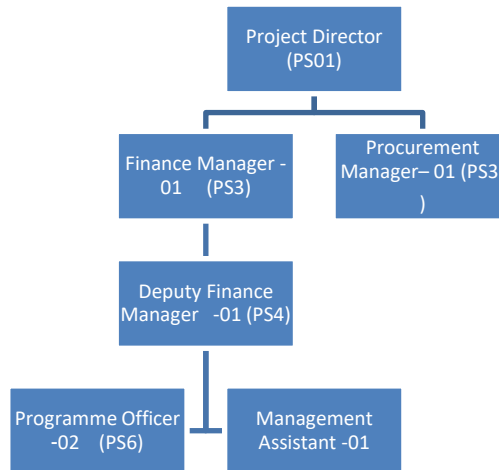 Project Director
(PS01)
Finance Manager -
01 (PS3)
Procurement
Manager– 01 (PS3
)
Deputy Finance
Manager -01 (PS4)
Programme Officer
-02 (PS6)
Management
Assistant -01